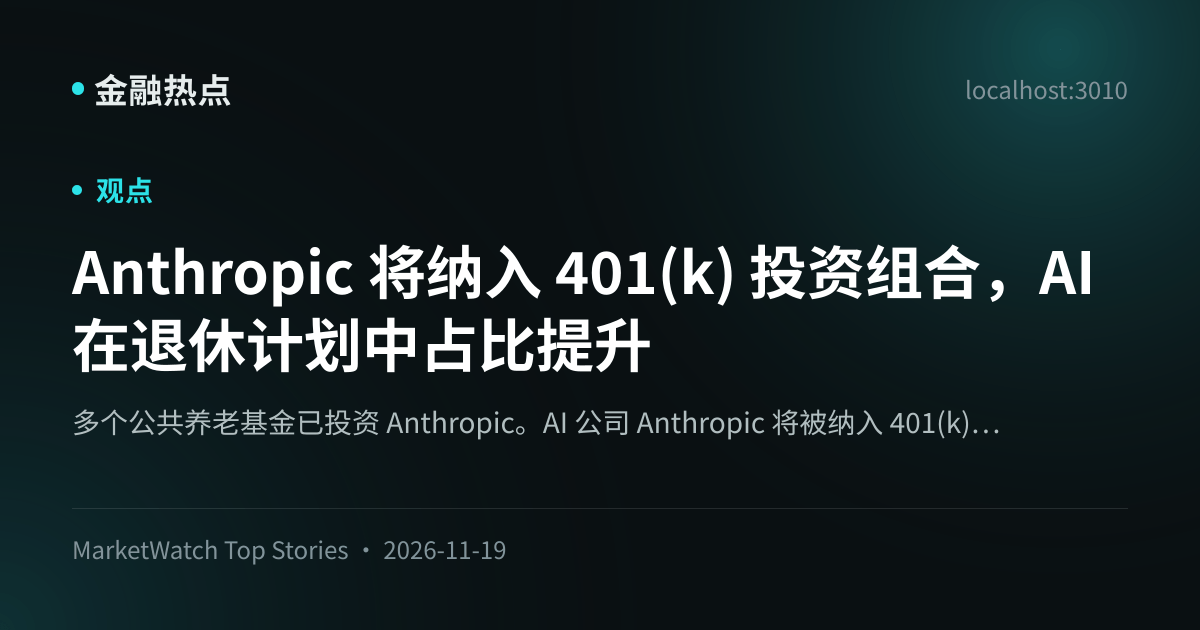 金融热点
localhost:3010
观点
Anthropic 将纳入 401(k) 投资组合，AI
在退休计划中占比提升
多个公共养老基金已投资 Anthropic。AI 公司 Anthropic 将被纳入 401(k)…
MarketWatch Top Stories · 2026-11-19